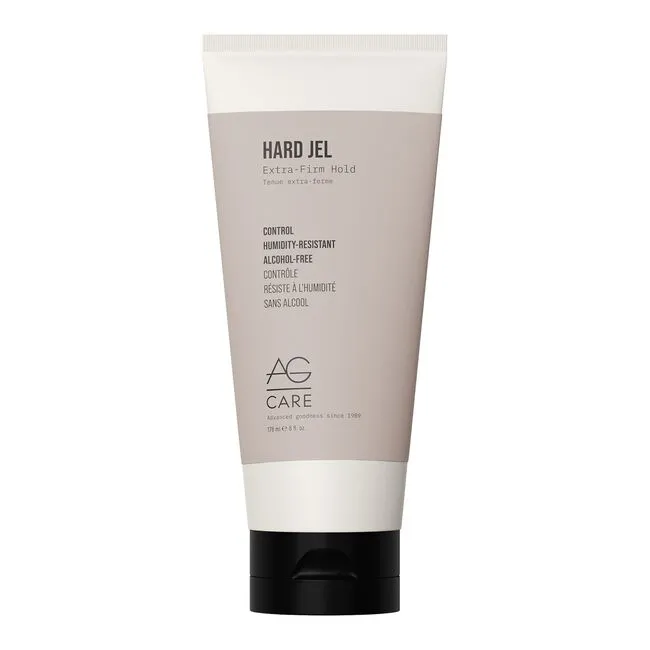 HARD JEL
Extra-Firm Hold
Tenue extra-ferme
CONTROL
HUMIDITY-RESISTANT
ALCOHOL-FREE
CONTRÔLE
RÉSISTE À L'HUMIDITÉ
SANS ALCOOL
AG
CARE
Advanced goodness since 1989
178 ml ℮ 6 fl. oz.